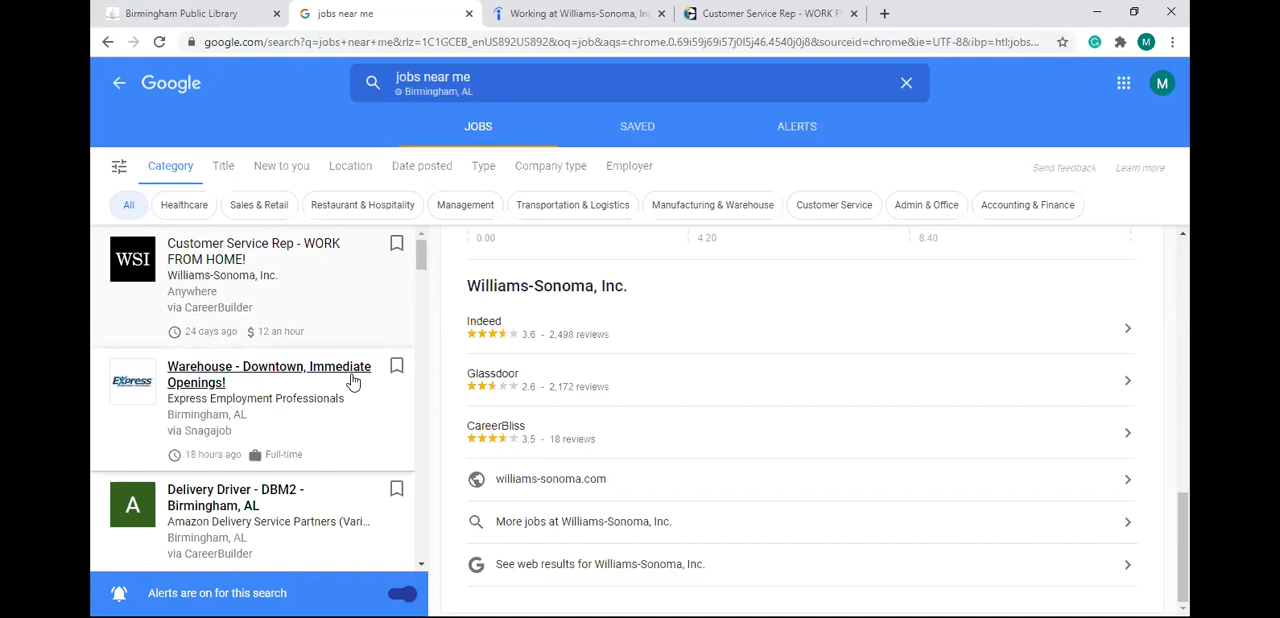 Birmingham Public Library
jobs near me
Working at Williams-Sonoma, Inc.
Customer Service Rep - WORK F
google.com/search?q=jobs+near+me&rlz=1C1GCEB_enUS892US892&oq=job&aqs=chrome.0.69i59j69i57j0l5j46.4540j0j8&sourceid=chrome&ie=UTF-8&ibp=htl;jobs...
M
Google
jobs near me
Birmingham, AL
M
JOBS
SAVED
ALERTS
Category
Title
New to you
Location
Date posted
Type
Company type
Employer
Send feedback
Learn more
All
Healthcare
Sales & Retail
Restaurant & Hospitality
Management
Transportation & Logistics
Manufacturing & Warehouse
Customer Service
Admin & Office
Accounting & Finance
WSI
Customer Service Rep - WORK
FROM HOME!
Williams-Sonoma, Inc.
Anywhere
via CareerBuilder
24 days ago
$ 12 an hour
Express
Warehouse - Downtown, Immediate
Openings!
Express Employment Professionals
Birmingham, AL
via Snagajob
18 hours ago
Full-time
A
Delivery Driver - DBM2 -
Birmingham, AL
Amazon Delivery Service Partners (Vari...
Birmingham, AL
via CareerBuilder
Alerts are on for this search
0.00
4.20
8.40
Williams-Sonoma, Inc.
Indeed
3.6 - 2,498 reviews
Glassdoor
2.6 - 2,172 reviews
CareerBliss
3.5 - 18 reviews
williams-sonoma.com
More jobs at Williams-Sonoma, Inc.
See web results for Williams-Sonoma, Inc.